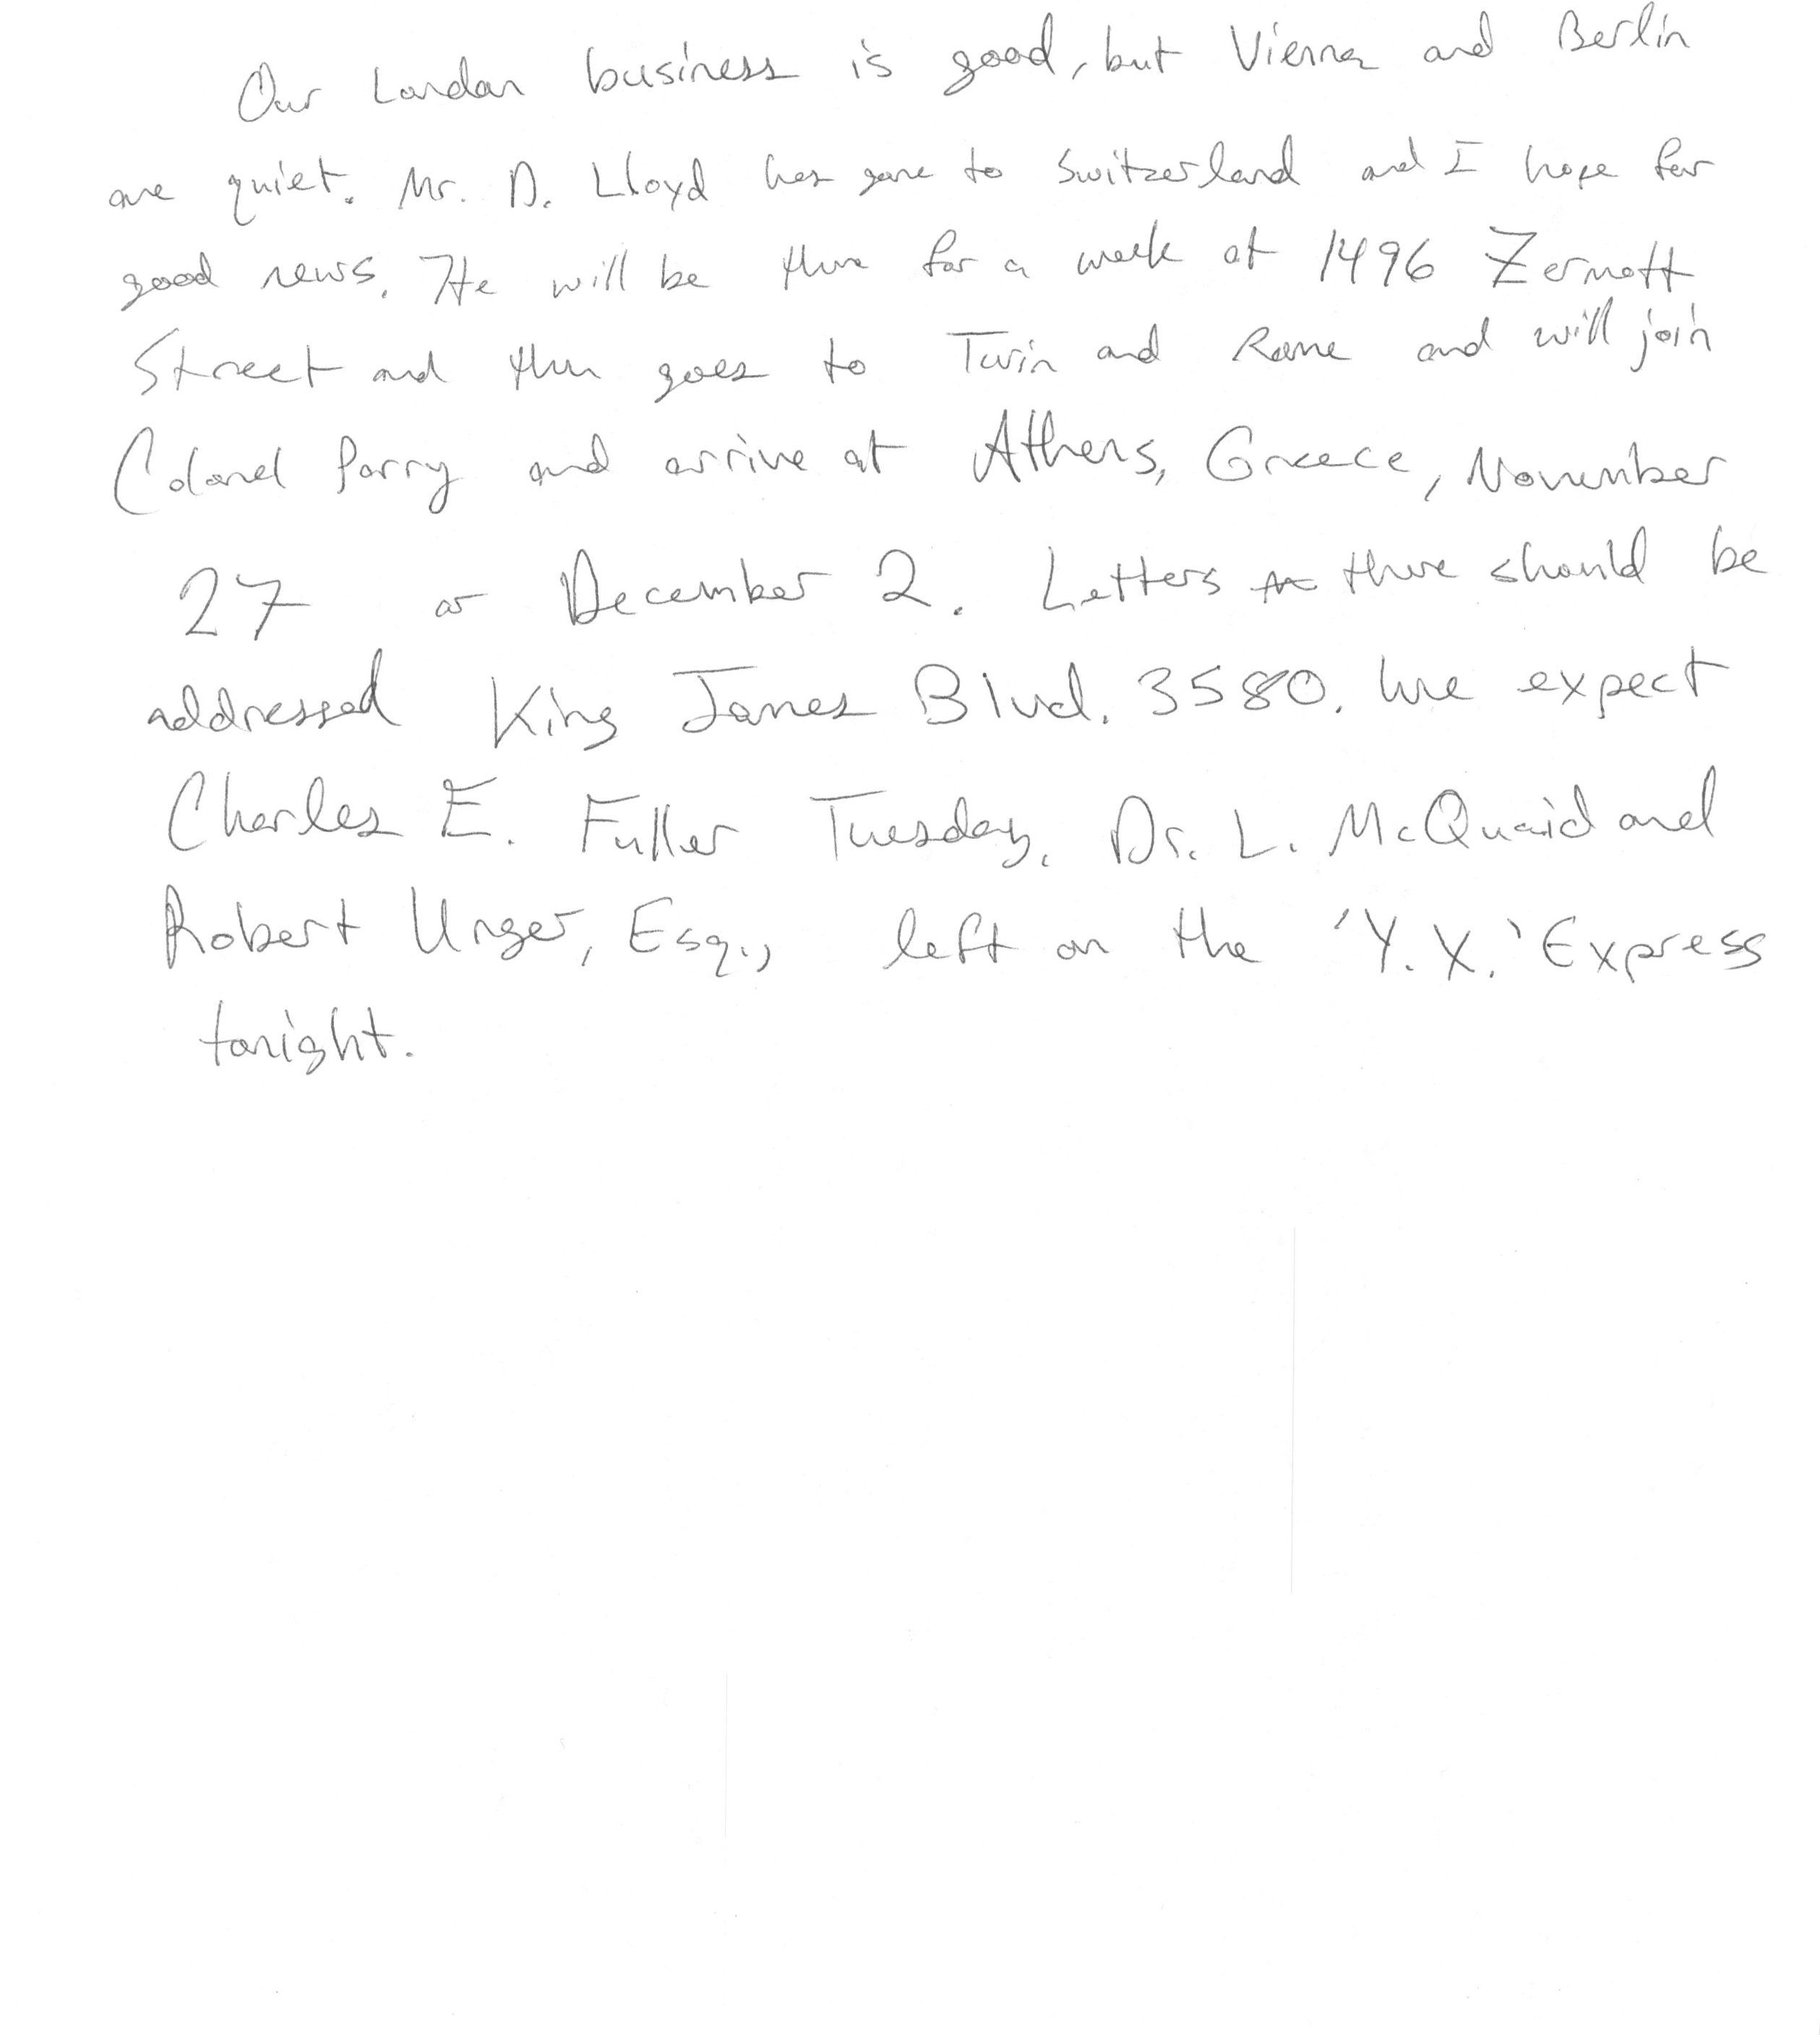 Our London business is good, but Vienna and Berlin
are quiet. Mr. D. Lloyd has gone to Switzerland and I hope for
good news. He will be there for a week at 1496 Zermott
Street and then goes to Turin and Rome and will join
Colonel Parry and arrive at Athens, Greece, November
27 or December 2. Letters there should be
addressed King James Blvd. 3580. We expect
Charles E. Fuller Tuesday. Dr. L. McQuaid and
Robert Unger, Esq., left on the 'Y.X.' Express
tonight.